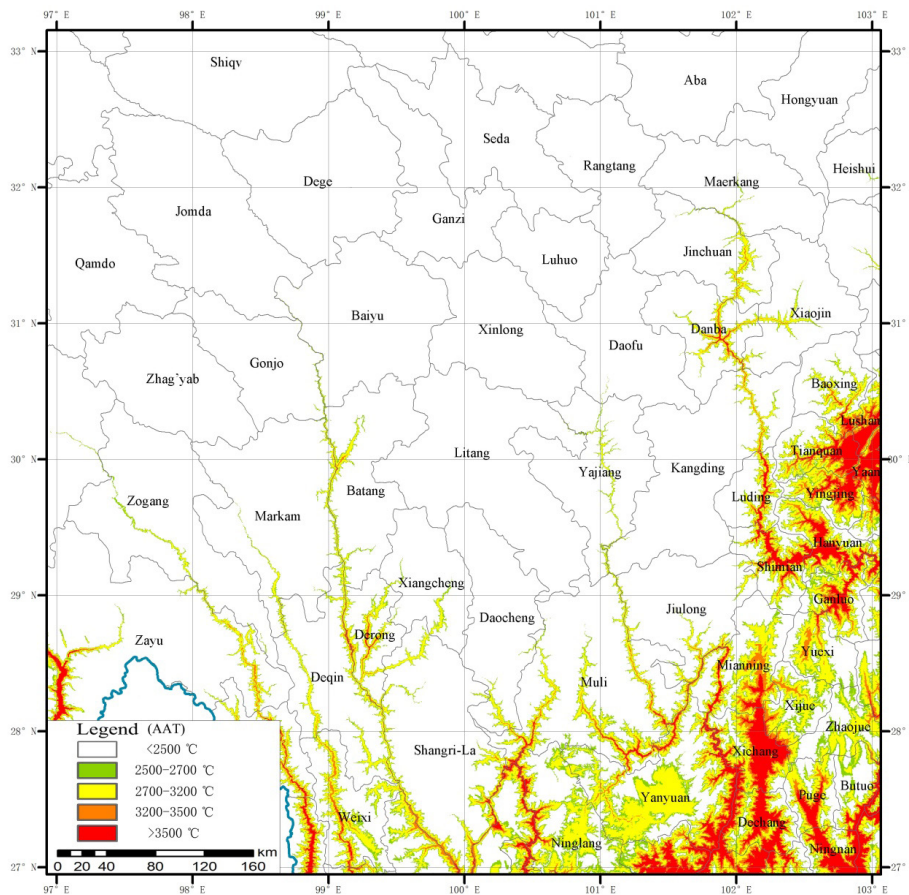 97° E 98° E 99° E 100° E 101° E 102° E 103° E
33° N 33° N
Shiqv
Aba
Hongyuan
Seda
Rangtang
Heishui
32° N 32° N
Dege
Maerkang
Jomda
Ganzi
Jinchuan
Qamdo
Luhuo
31° N 31° N
Baiyu
Xinlong
Danba
Xiaojin
Daofu
Gonjo
Zhag'yab
Baoxing
Lushan
30° N 30° N
Litang
Tianquan
Yajiang
Kangding
Yaan
Zogang
Batang
Luding
Yingjing
Markam
Hanyuan
Shimian
29° N 29° N
Xiangcheng
Ganluo
Daocheng
Jiulong
Zayu
Derong
Yuexi
Mianning
Deqin
Muli
Xijue
28° N 28° N
Zhaojue
Shangri-La
Xichang
Yanyuan
Puge
Butuo
Weixi
Dechang
Ninglang
Ningnan
27° N 27° N
Legend (AAT)
<2500 ℃
2500-2700 ℃
2700-3200 ℃
3200-3500 ℃
>3500 ℃
20 40 80 120 160 km
97° E 98° E 99° E 100° E 101° E 102° E 103° E